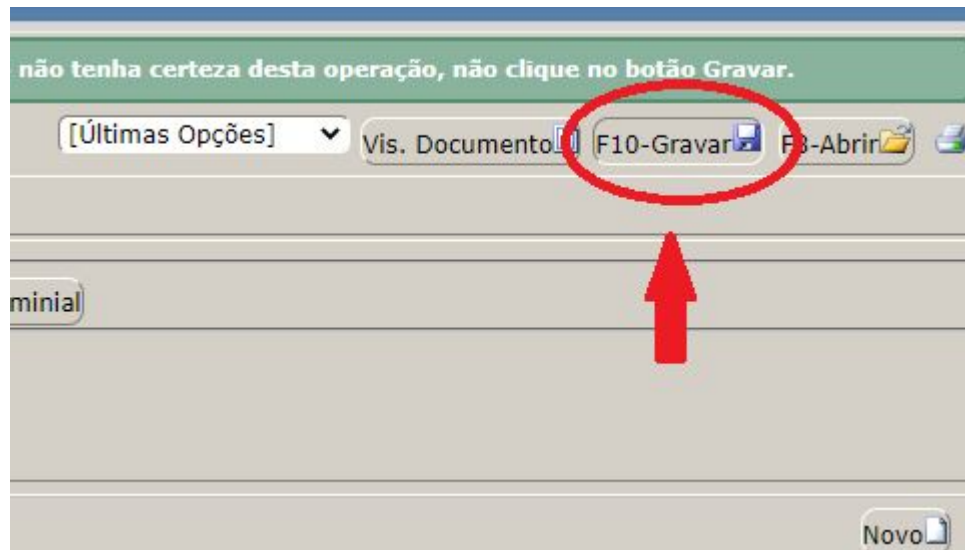 não tenha certeza desta operação, não clique no botão Gravar.
[Últimas Opções] Vis. Documento F10-Gravar F8-Abrir
minial
Novo